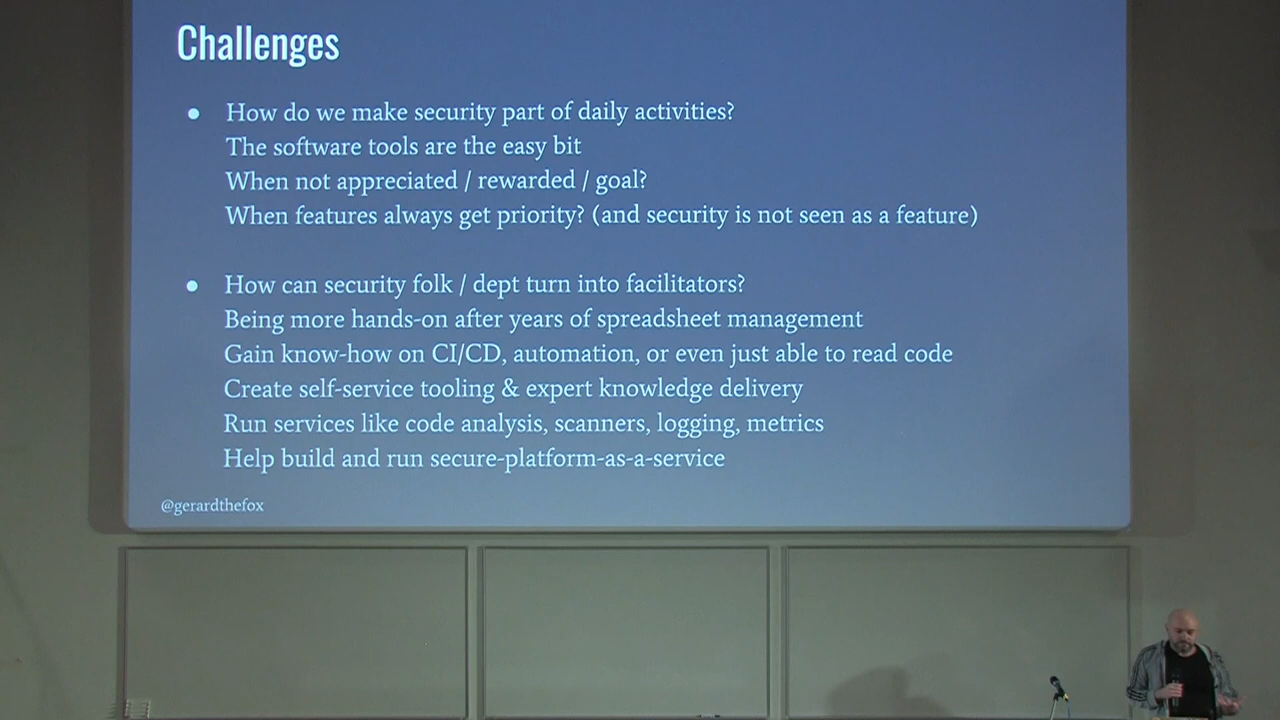 Challenges
● How do we make security part of daily activities?
The software tools are the easy bit
When not appreciated / rewarded / goal?
When features always get priority? (and security is not seen as a feature)
● How can security folk / dept turn into facilitators?
Being more hands-on after years of spreadsheet management
Gain know-how on CI/CD, automation, or even just able to read code
Create self-service tooling & expert knowledge delivery
Run services like code analysis, scanners, logging, metrics
Help build and run secure-platform-as-a-service
@gerardthefox